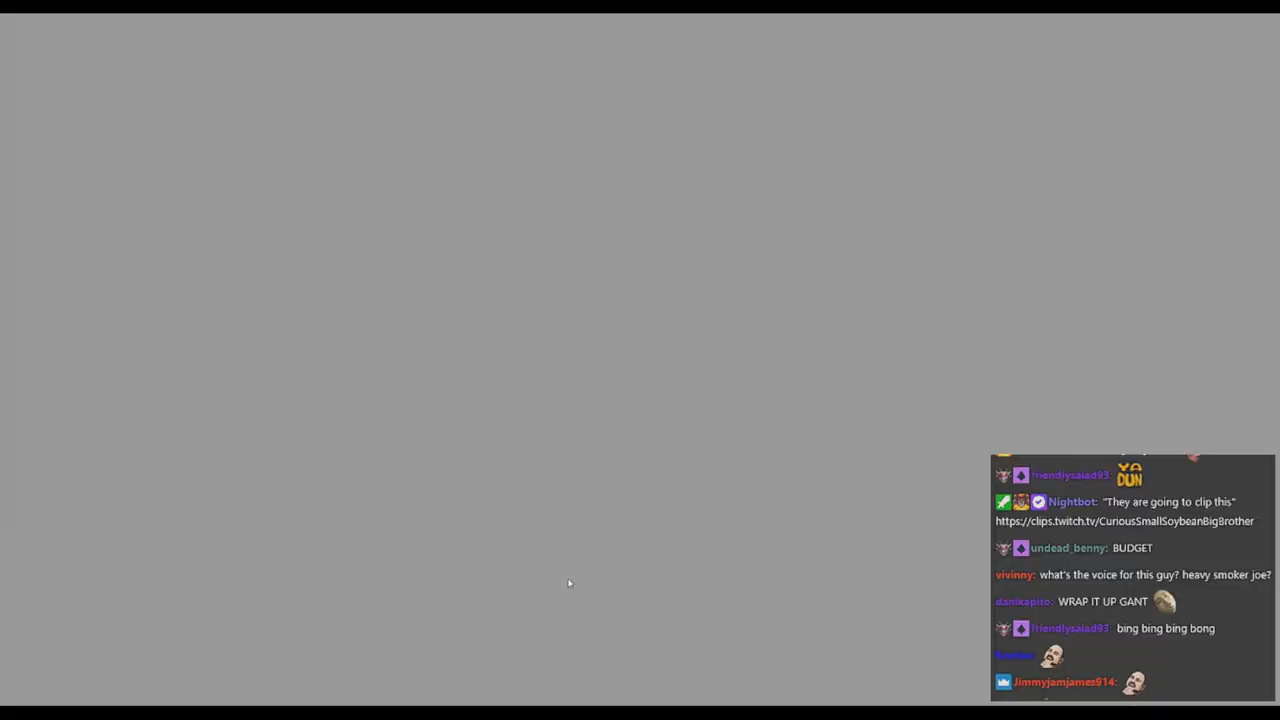 friendlysalad93: YA DUN
Nightbot: "They are going to clip this"
https://clips.twitch.tv/CuriousSmallSoybeanBigBrother
undead_benny: BUDGET
vivinny: what's the voice for this guy? heavy smoker joe?
danikapito: WRAP IT UP GANT
friendlysalad93: bing bing bing bong
Jimmyjamjames914: